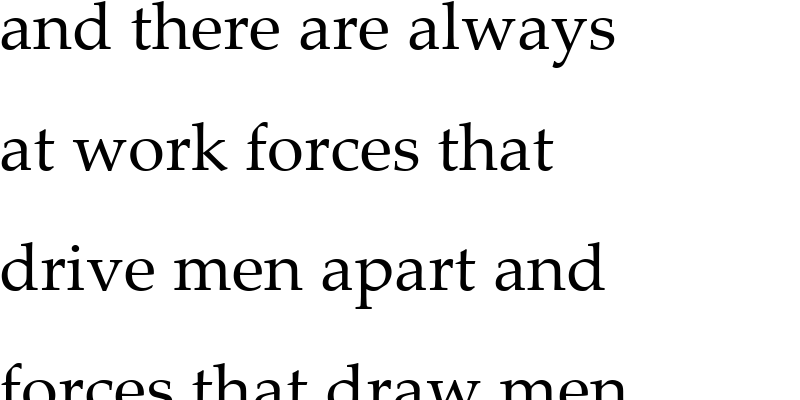 and there are always
at work forces that
drive men apart and
forces that draw men